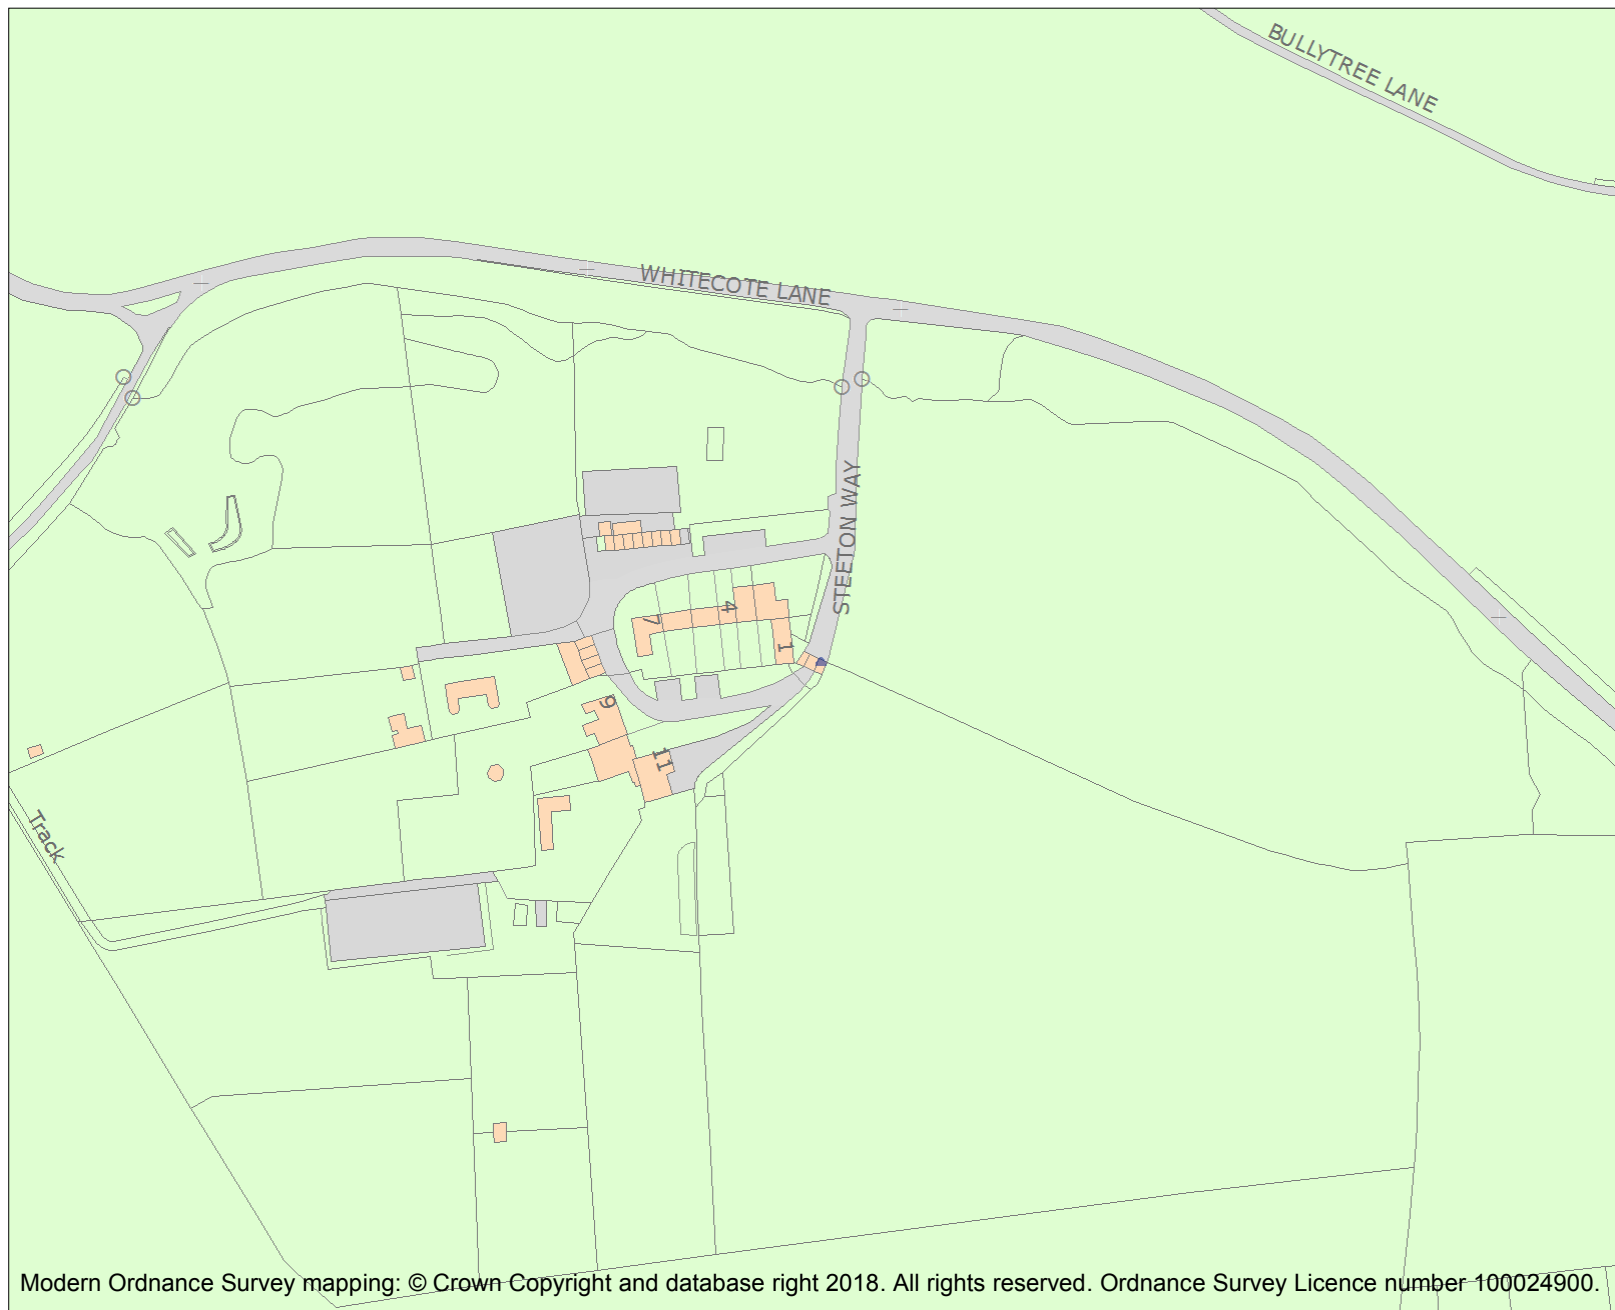 BULLYTREE LANE
WHITECOTE LANE
STEETON WAY
4
7
1
9
11
Track
Modern Ordnance Survey mapping: © Crown Copyright and database right 2018. All rights reserved. Ordnance Survey Licence number 100024900.